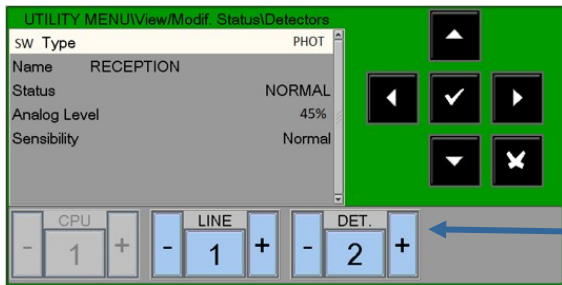 UTILITY MENU\View/Modif. Status\Detectors
SW Type PHOT
Name RECEPTION
Status NORMAL
Analog Level 45%
Sensibility Normal
CPU LINE DET.
- 1 + - 1 + - 2 +